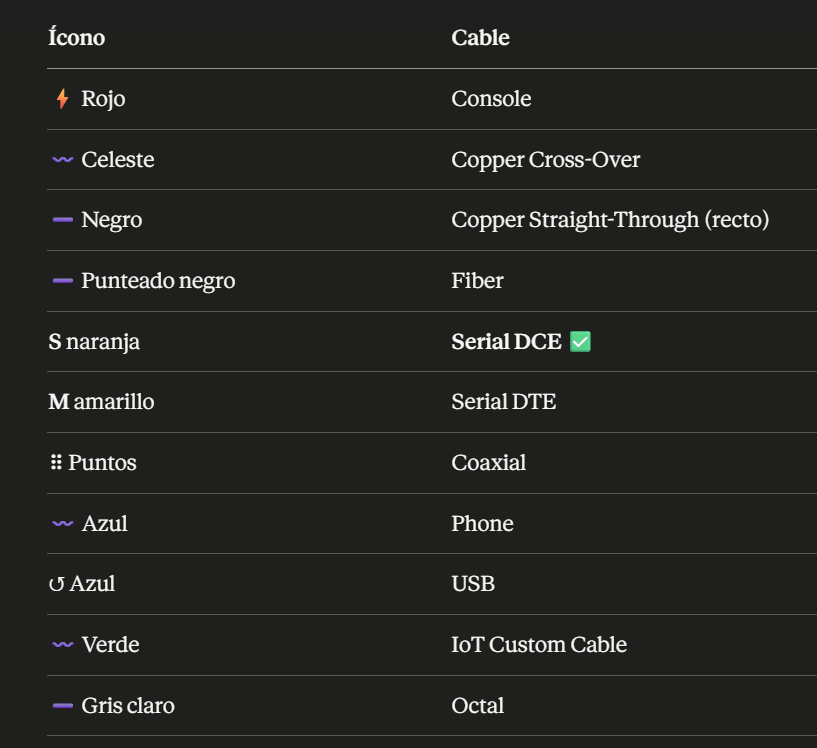 Ícono Cable
⚡ Rojo Console
〰️ Celeste Copper Cross-Over
➖ Negro Copper Straight-Through (recto)
➖ Punteado negro Fiber
S naranja Serial DCE ✅
M amarillo Serial DTE
⠿ Puntos Coaxial
〰️ Azul Phone
↺ Azul USB
〰️ Verde IoT Custom Cable
➖ Gris claro Octal